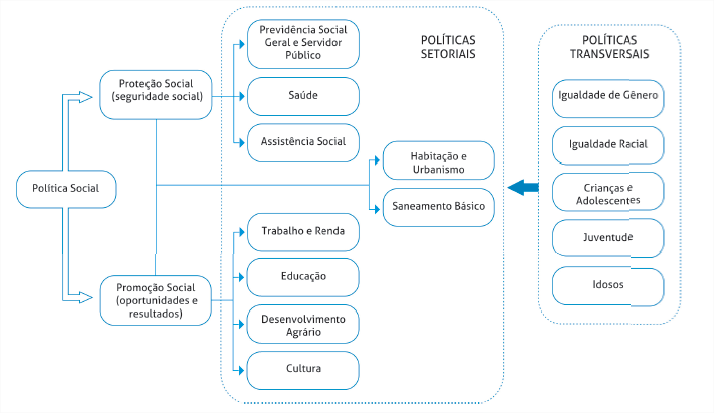 Política Social
Proteção Social
(seguridade social)
Promoção Social
(oportunidades e
resultados)
POLÍTICAS
SETORIAIS
Previdência Social
Geral e Servidor
Público
Saúde
Assistência Social
Habitação e
Urbanismo
Saneamento Básico
Trabalho e Renda
Educação
Desenvolvimento
Agrário
Cultura
POLÍTICAS
TRANSVERSAIS
Igualdade de Gênero
Igualdade Racial
Crianças e
Adolescentes
Juventude
Idosos